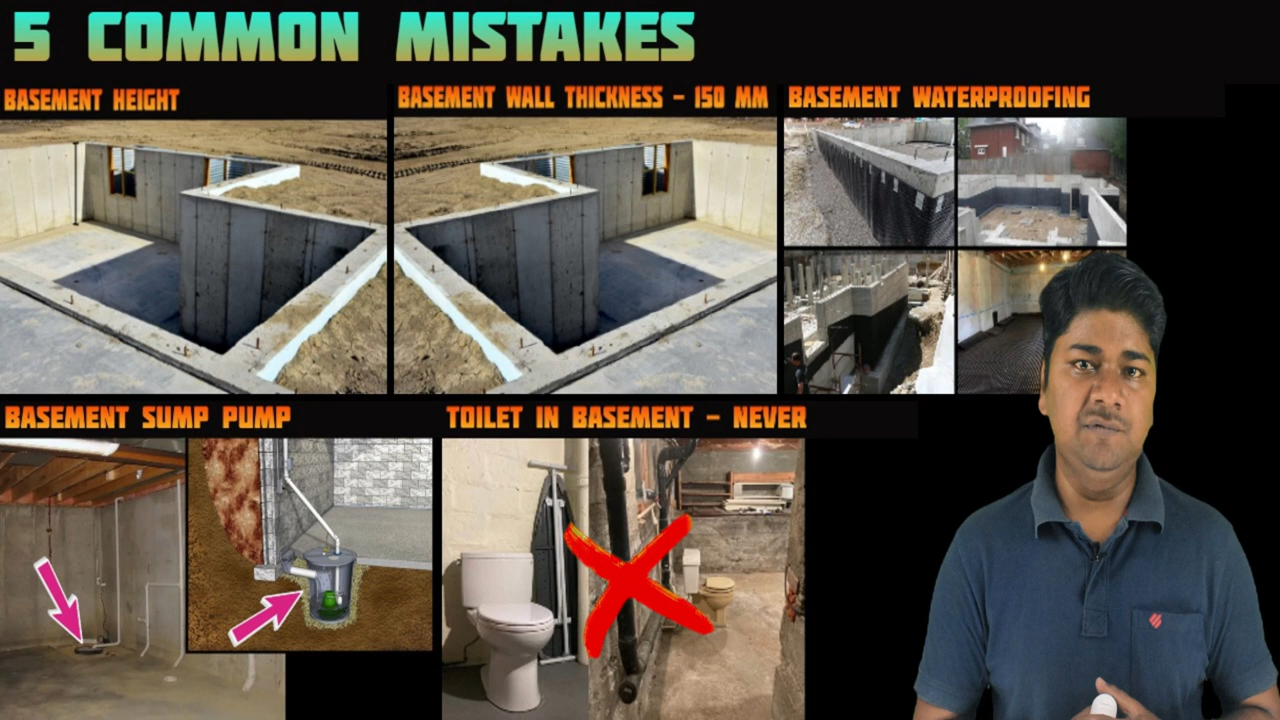 5 COMMON MISTAKES
BASEMENT HEIGHT
BASEMENT WALL THICKNESS - 150 MM
BASEMENT WATERPROOFING
BASEMENT SUMP PUMP
TOILET IN BASEMENT - NEVER